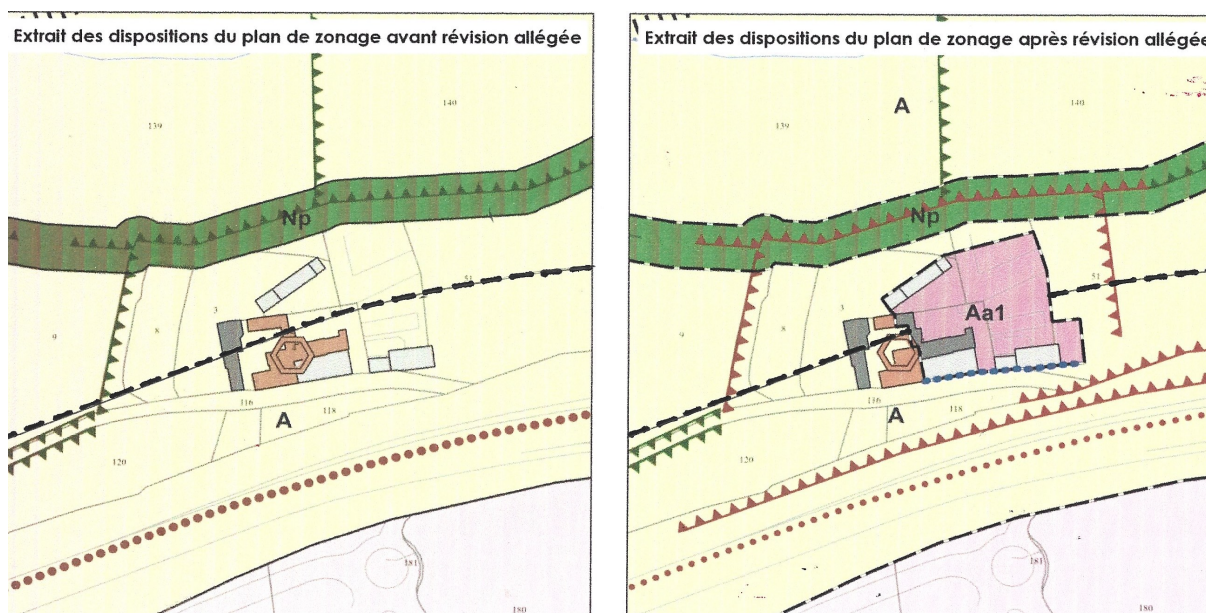 Extrait des dispositions du plan de zonage avant révision allégée
140
139
Np
51
3
9
8
116
118
A
120
181
180
Extrait des dispositions du plan de zonage après révision allégée
A
140
139
Np
51
3
Aa1
9
8
116
118
A
120
181
180